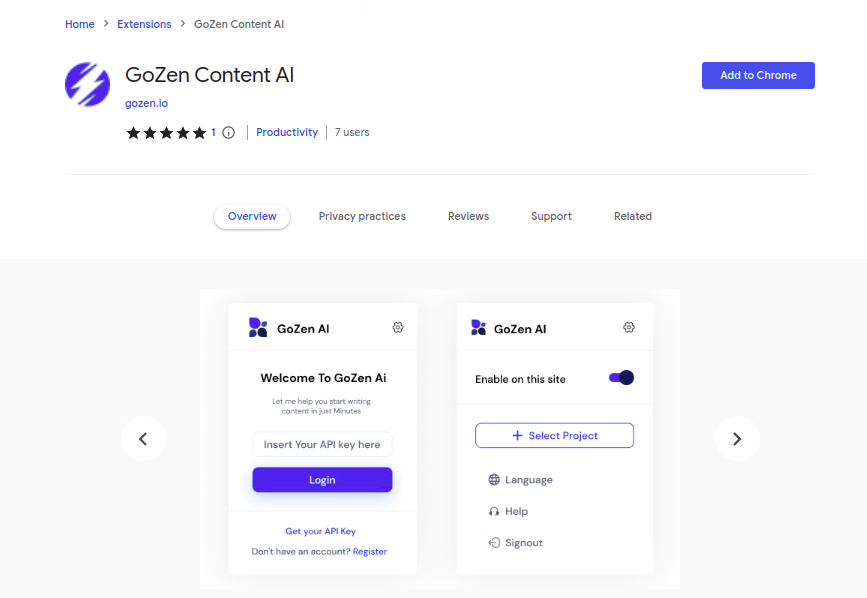 Home > Extensions > GoZen Content AI
GoZen Content AI
Add to Chrome
gozen.io
1 Productivity 7 users
Overview Privacy practices Reviews Support Related
GoZen AI
Welcome To GoZen Ai
Let me help you start writing
content in just Minutes
Insert Your API key here
Login
Get your API Key
Don't have an account? Register
GoZen AI
Enable on this site
+ Select Project
Language
Help
Signout